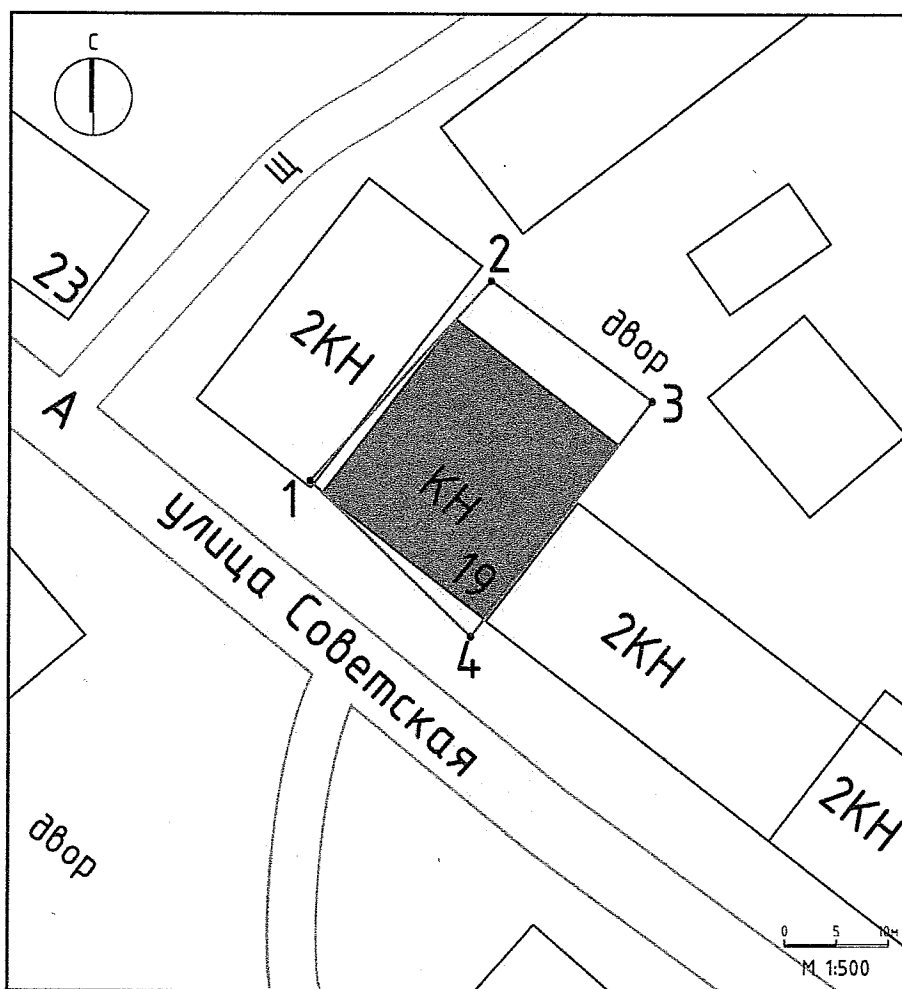 С
Щ
23
2КН
2
двор
3
А
1
КН
19
улица Советская
4
2КН
2КН
двор
0 5 10м
М 1:500